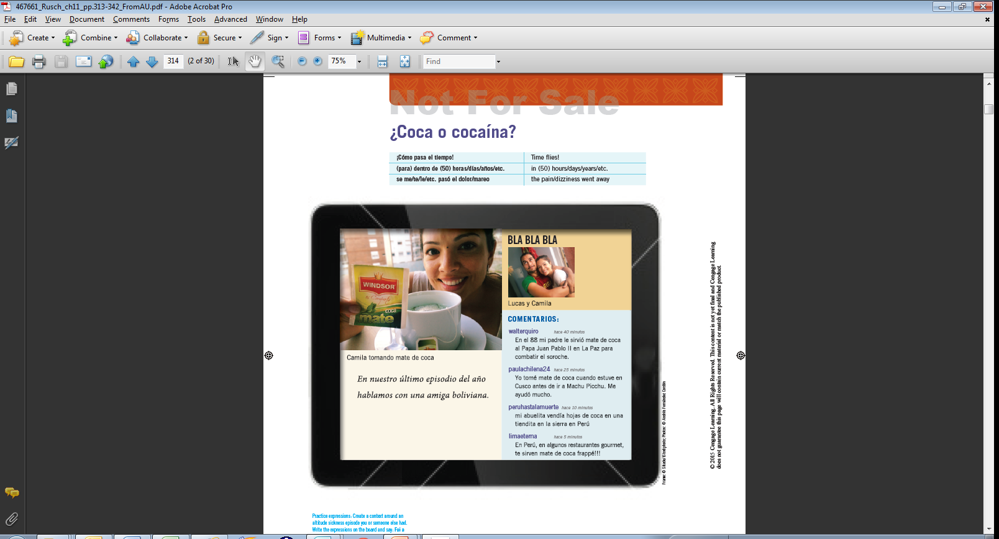 467661_Rusch_ch11_pp.313-342_FromAU.pdf - Adobe Acrobat Pro
File Edit View Document Comments Forms Tools Advanced Window Help
Create Combine Collaborate Secure Sign Forms Multimedia Comment
314 (2 of 30) 75% Find
Not For Sale
¿Coca o cocaína?
¡Cómo pasa el tiempo! Time flies!
(para) dentro de (50) horas/días/años/etc. in (50) hours/days/years/etc.
se me/te/le/etc. pasó el dolor/mareo the pain/dizziness went away
WINDSOR
coca
mate
Camila tomando mate de coca
En nuestro último episodio del año
hablamos con una amiga boliviana.
BLA BLA BLA
Lucas y Camila
COMENTARIOS:
walterquiro hace 40 minutos
En el 88 mi padre le sirvió mate de coca
al Papa Juan Pablo II en La Paz para
combatir el soroche.
paulachilena24 hace 25 minutos
Yo tomé mate de coca cuando estuve en
Cusco antes de ir a Machu Picchu. Me
ayudó mucho.
peruhastalamuerte hace 10 minutos
mi abuelita vendía hojas de coca en una
tiendita en la sierra en Perú
limaeterna hace 5 minutos
En Perú, en algunos restaurantes gourmet,
te sirven mate de coca frappé!!!
Frame: © /iStockphoto; Photos: © Andrés Fernández Cordón
© 2015 Cengage Learning. All Rights Reserved. This content is not yet final and Cengage Learning
does not guarantee this page will contain current material or match the published product.
Practice expressions: Create a context around an
altitude sickness episode you or someone else had.
Write the expressions on the board and say: Fui a